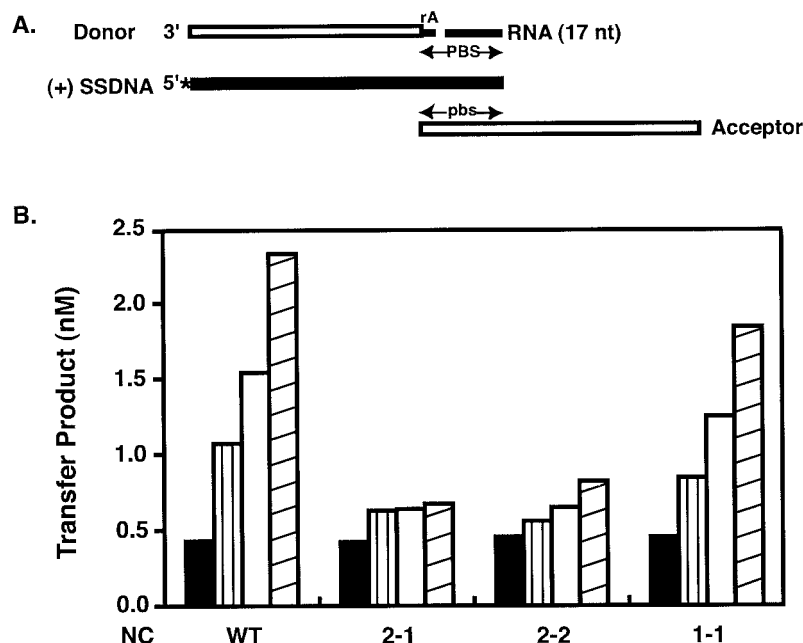 A.
rA
Donor 3' RNA (17 nt)
PBS
(+) SSDNA 5'*
pbs
Acceptor
B.
2.5
2.0
1.5
1.0
0.5
0.0
Transfer Product (nM)
NC WT 2-1 2-2 1-1